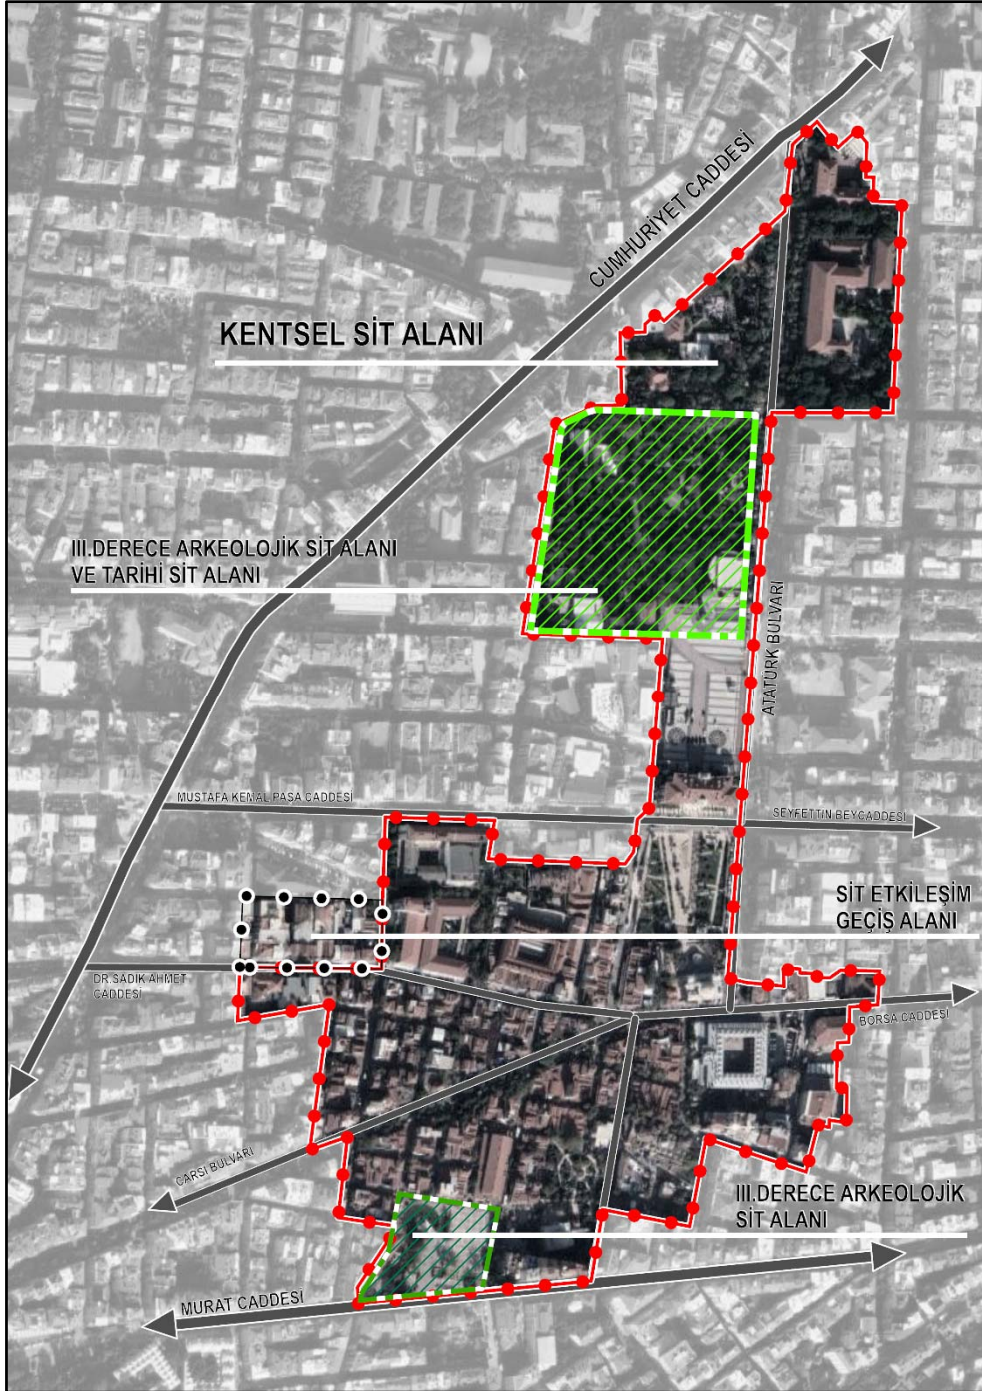 CUMHURİYET CADDESİ
KENTSEL SİT ALANI
III.DERECE ARKEOLOJİK SİT ALANI
VE TARİHİ SİT ALANI
ATATÜRK BULVARI
MUSTAFA KEMAL PAŞA CADDESİ
SEYFETTİN BEYCADDESİ
SİT ETKİLEŞİM
GEÇİŞ ALANI
DR.SADIK AHMET
CADDESİ
BORSA CADDESİ
ÇARŞI BULVARI
III.DERECE ARKEOLOJİK
SİT ALANI
MURAT CADDESİ